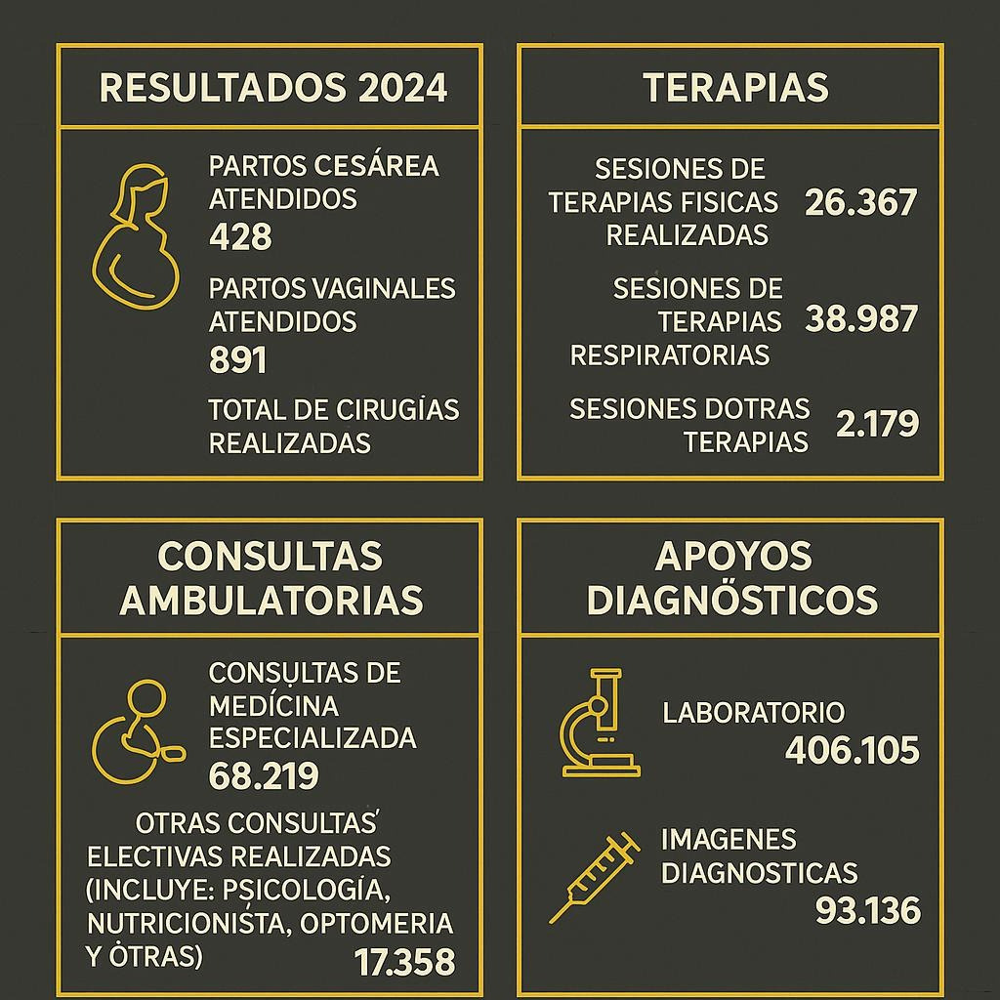 RESULTADOS 2024
PARTOS CESÁREA
ATENDIDOS
428
PARTOS VAGINALES
ATENDIDOS
891
TOTAL DE CIRUGÍAS
REALIZADAS
TERAPIAS
SESIONES DE
TERAPIAS FISICAS
REALIZADAS
26.367
SESIONES DE
TERAPIAS
RESPIRATORIAS
38.987
SESIONES DOTRAS
TERAPIAS
2.179
CONSULTAS
AMBULATORIAS
CONSULTAS DE
MEDÍCINA
ESPECIALIZADA
68.219
OTRAS CONSULTAS
ELECTIVAS REALIZADAS
(INCLUYE: PSICOLOGÍA,
NUTRICIONISTA, OPTOMERIA
Y ÓTRAS)
17.358
APOYOS
DIAGNŐSTICOS
LABORATORIO
406.105
IMAGENES
DIAGNOSTICAS
93.136